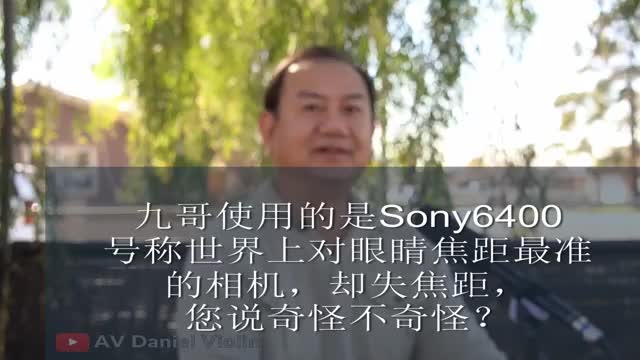 九哥使用的是Sony6400
号称世界上对眼睛焦距最准
的相机，却失焦距，
您说奇怪不奇怪？
AV Daniel Violin